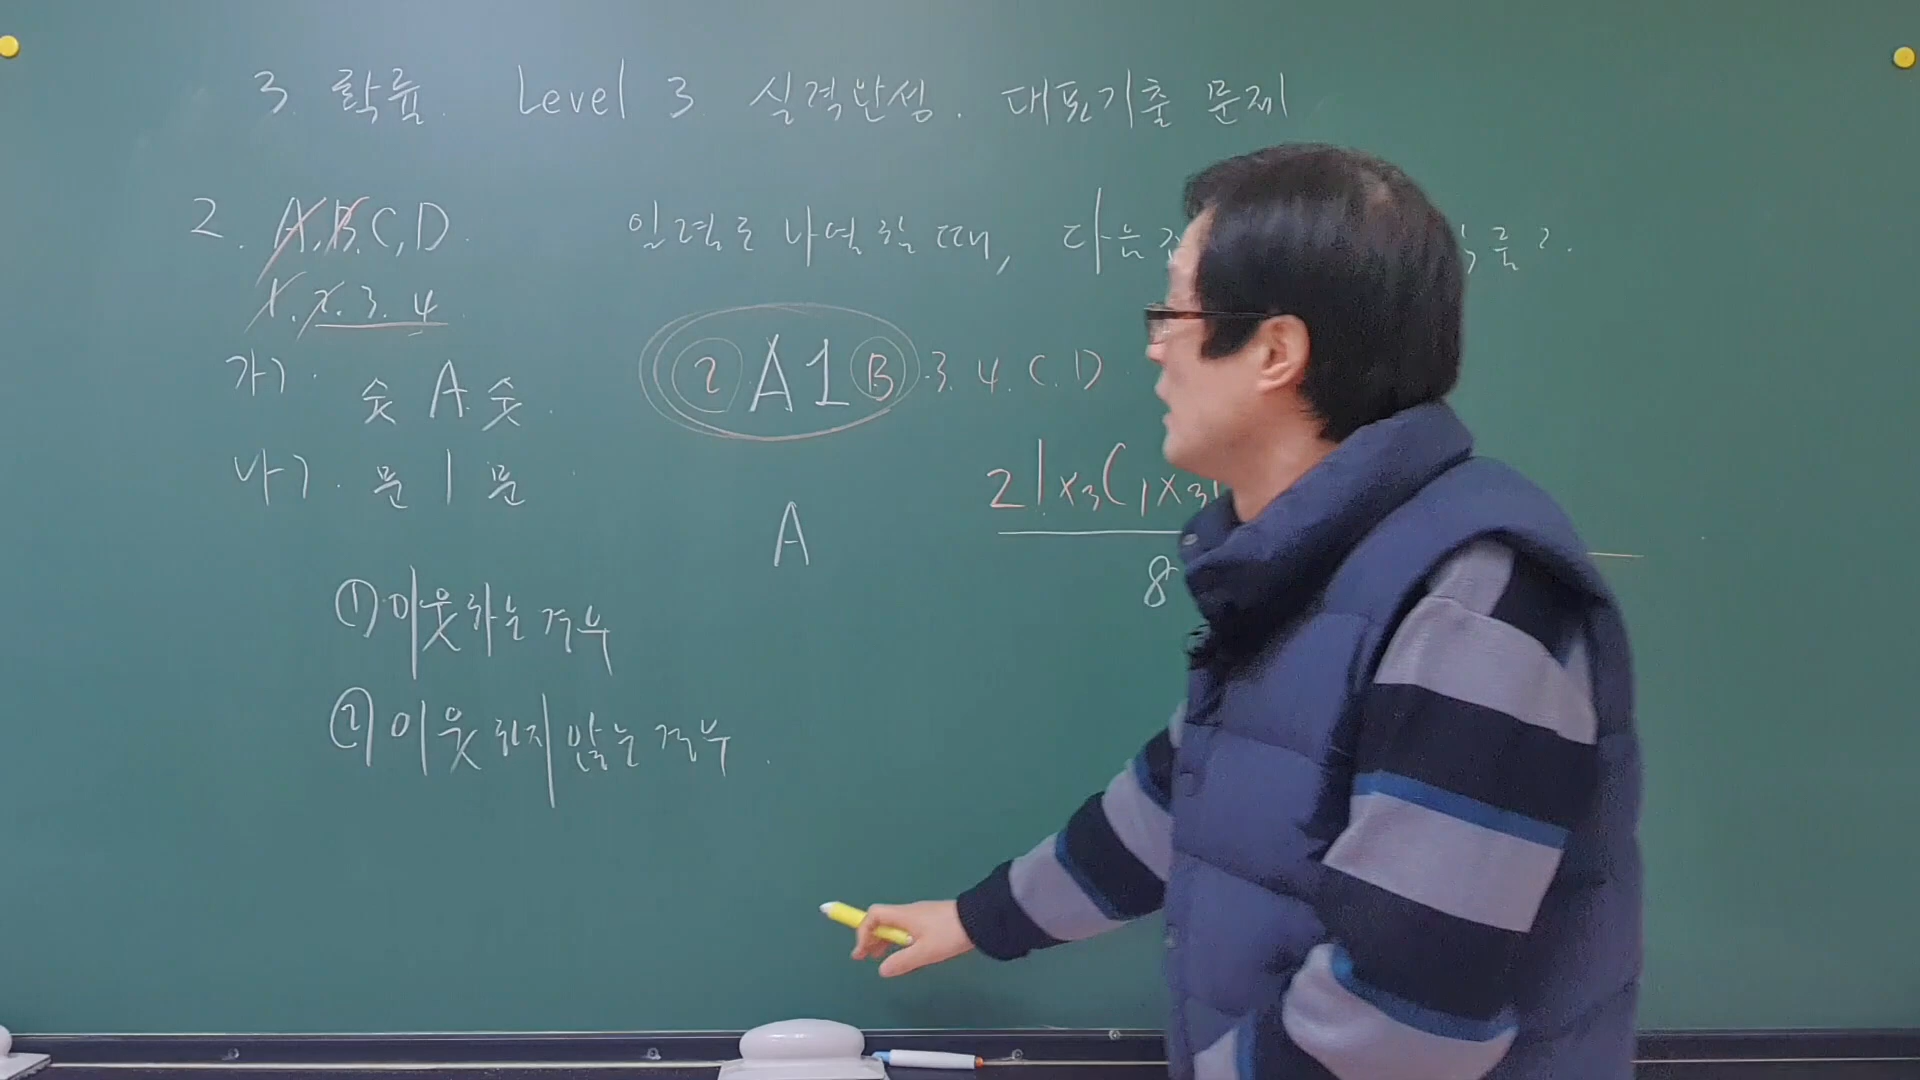 3. 확률. Level 3 실력완성. 대표기출 문제
2. A, B, C, D.
일렬로 나열할 때, 다음
률?
1. 2. 3. 4.
가). 숫 A 숫.
2 A 1 B 3. 4. C. D
나). 문 1 문
2! × ₃C₁ × 3!
A
8
① 이웃하는 경우
② 이웃하지 않는 경우.